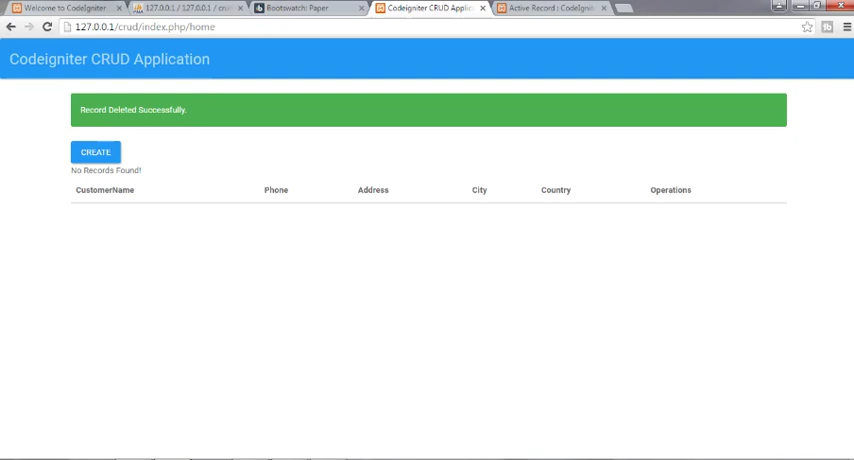 Welcome to CodeIgniter
127.0.0.1 / 127.0.0.1 /
Bootswatch: Paper
Codeigniter CRUD Applic
Active Record : CodeIgnit
127.0.0.1/crud/index.php/home
Codeigniter CRUD Application
Record Deleted Successfully.
CREATE
No Records Found!
CustomerName Phone Address City Country Operations